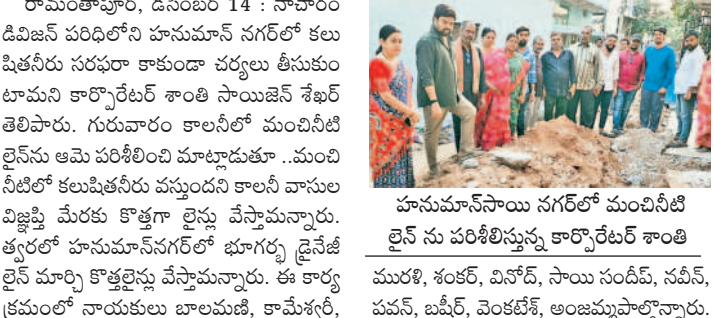 రామంతాపూర్, డిసెంబర్ 14 : నాచారం
డివిజన్ పరిధిలోని హనుమాన్ నగర్‌లో కలు
షితనీరు సరఫరా కాకుండా చర్యలు తీసుకుం
టామని కార్పొరేటర్ శాంతి సాయిజెన్ శేఖర్
తెలిపారు. గురువారం కాలనీలో మంచినీటి
లైన్‌ను ఆమె పరిశీలించి మాట్లాడుతూ ..మంచి
నీటిలో కలుషితనీరు వస్తుందని కాలనీ వాసుల
విజ్ఞప్తి మేరకు కొత్తగా లైన్లు వేస్తామన్నారు.
త్వరలో హనుమాన్‌నగర్‌లో భూగర్భ డ్రైనేజీ
లైన్ మార్చి కొత్తలైన్లు వేస్తామన్నారు. ఈ కార్య
క్రమంలో నాయకులు బాలమణి, కామేశ్వరీ,
హనుమాన్‌సాయి నగర్‌లో మంచినీటి
లైన్ ను పరిశీలిస్తున్న కార్పొరేటర్ శాంతి
మురళి, శంకర్, వినోద్, సాయి సందీప్, నవీన్,
పవన్, బషీర్, వెంకటేశ్, అంజమ్మపాల్గొన్నారు.